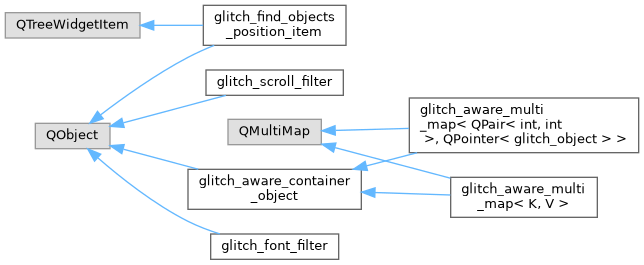 QTreeWidgetItem
glitch_find_objects
_position_item
glitch_scroll_filter
QObject
QMultiMap
glitch_aware_multi
_map< QPair< int, int
>, QPointer< glitch_object > >
glitch_aware_container
_object
glitch_aware_multi
_map< K, V >
glitch_font_filter